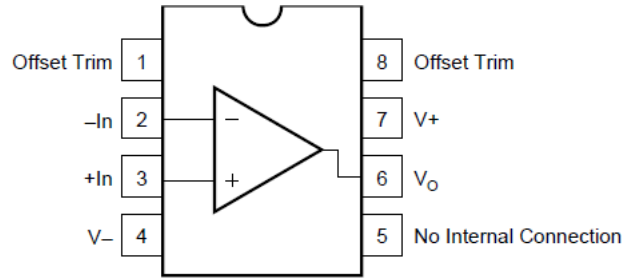 Offset Trim 1 8 Offset Trim
–In 2 − 7 V+
+In 3 + 6 VO
V– 4 5 No Internal Connection